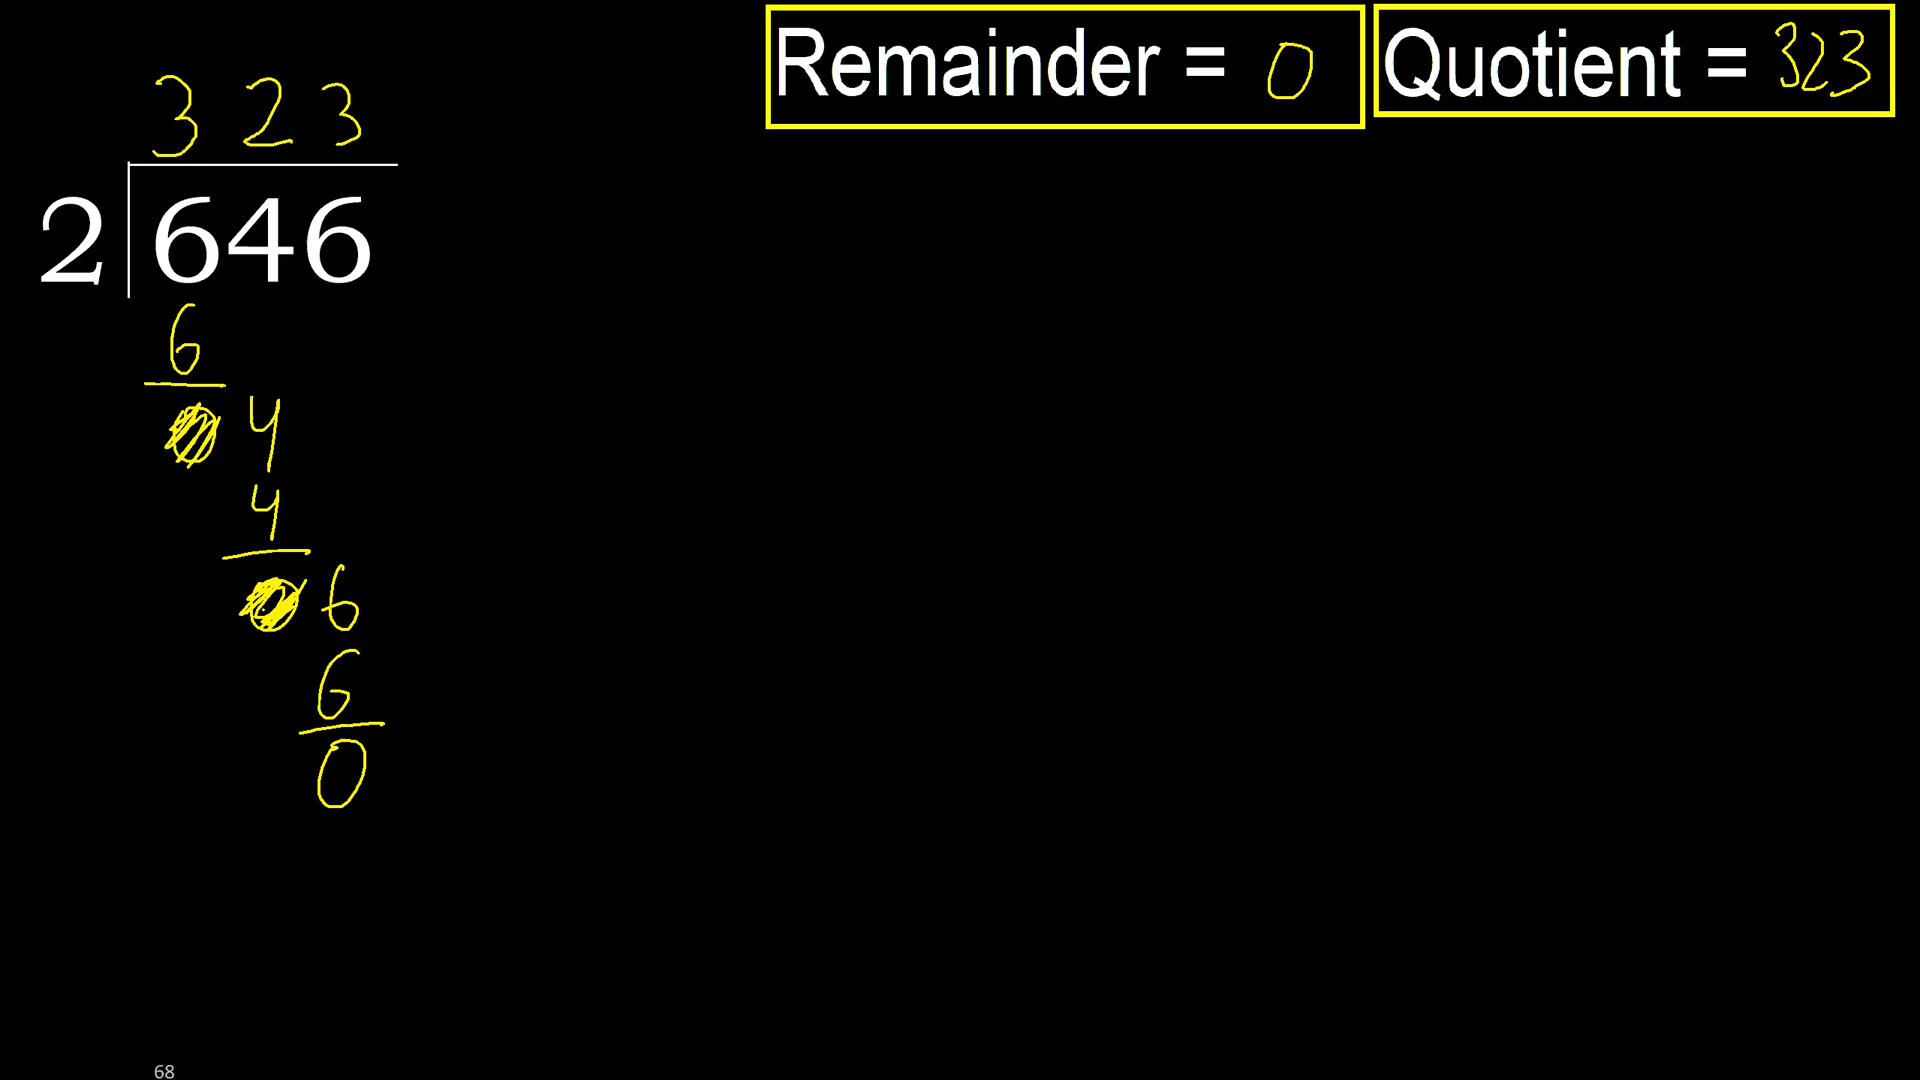 Remainder = 0
Quotient = 323
3 2 3
2 646
6
0 4
4
0 6
6
0
68